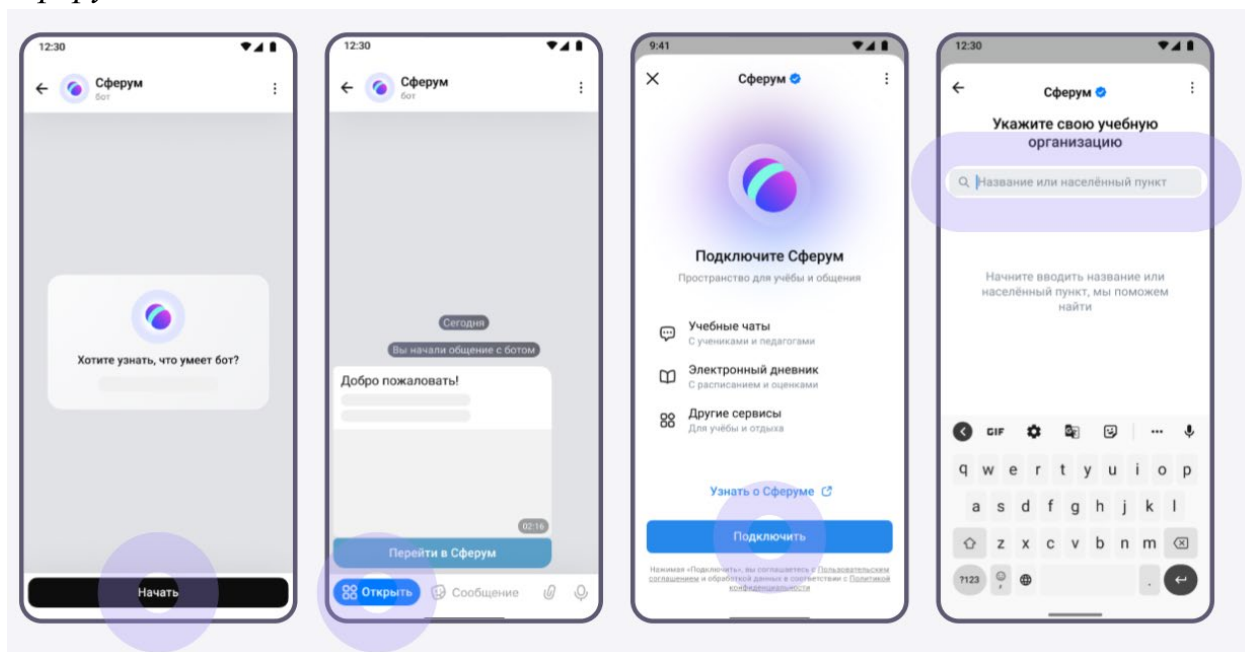 12:30
Сферум
бот
Хотите узнать, что умеет бот?
Начать
12:30
Сферум
бот
Сегодня
Вы начали общение с ботом
Добро пожаловать!
02:16
Перейти в Сферум
Открыть
Сообщение
9:41
Сферум
Подключите Сферум
Пространство для учёбы и общения
Учебные чаты
С учениками и педагогами
Электронный дневник
С расписанием и оценками
Другие сервисы
Для учёбы и отдыха
Узнать о Сферуме
Подключить
Нажимая «Подключить», вы соглашаетесь с Пользовательским
соглашением и обработкой данных в соответствии с Политикой
конфиденциальности
12:30
Сферум
Укажите свою учебную
организацию
Название или населённый пункт
Начните вводить название или
населённый пункт, мы поможем
найти
GIF
q w e r t y u i o p
a s d f g h j k l
z x c v b n m
?123 , .